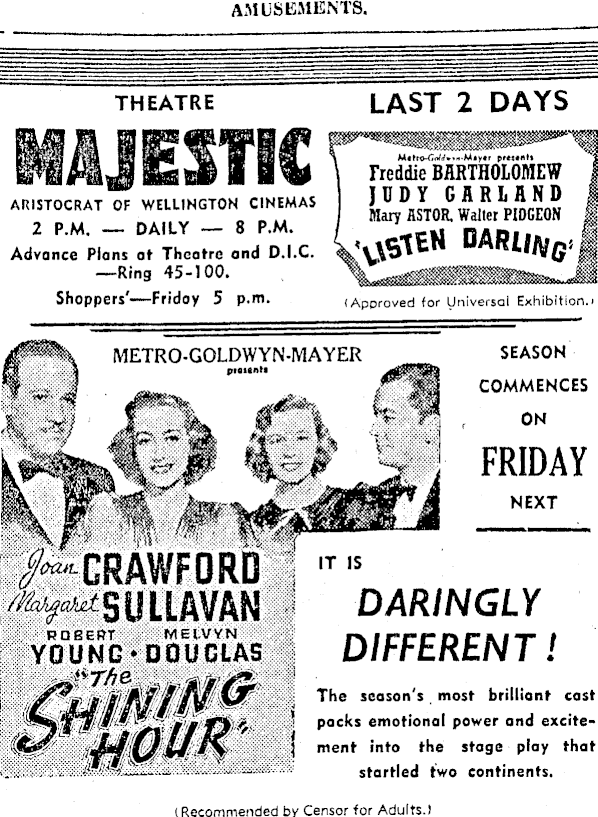 AMUSEMENTS.
THEATRE
MAJESTIC
ARISTOCRAT OF WELLINGTON CINEMAS
2 P.M. — DAILY — 8 P.M.
Advance Plans at Theatre and D.I.C.
—Ring 45-100.
Shoppers'—Friday 5 p.m.
LAST 2 DAYS
Metro-Goldwyn-Mayer presents
Freddie BARTHOLOMEW
JUDY GARLAND
Mary ASTOR, Walter PIDGEON
'LISTEN DARLING'
(Approved for Universal Exhibition.)
METRO-GOLDWYN-MAYER
presents
Joan CRAWFORD
Margaret SULLAVAN
ROBERT MELVYN
YOUNG · DOUGLAS
"The
SHINING
HOUR"
SEASON
COMMENCES
ON
FRIDAY
NEXT
IT IS
DARINGLY
DIFFERENT!
The season's most brilliant cast
packs emotional power and excite-
ment into the stage play that
startled two continents.
(Recommended by Censor for Adults.)